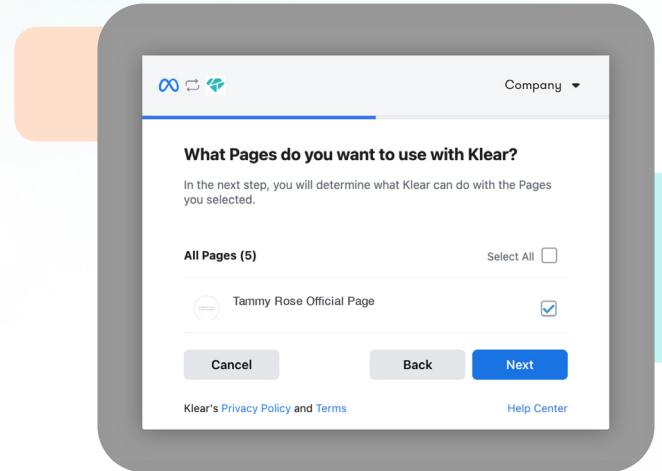 Company
What Pages do you want to use with Klear?
In the next step, you will determine what Klear can do with the Pages
you selected.
All Pages (5)
Select All
Tammy Rose Official Page
Cancel
Back
Next
Klear's Privacy Policy and Terms
Help Center